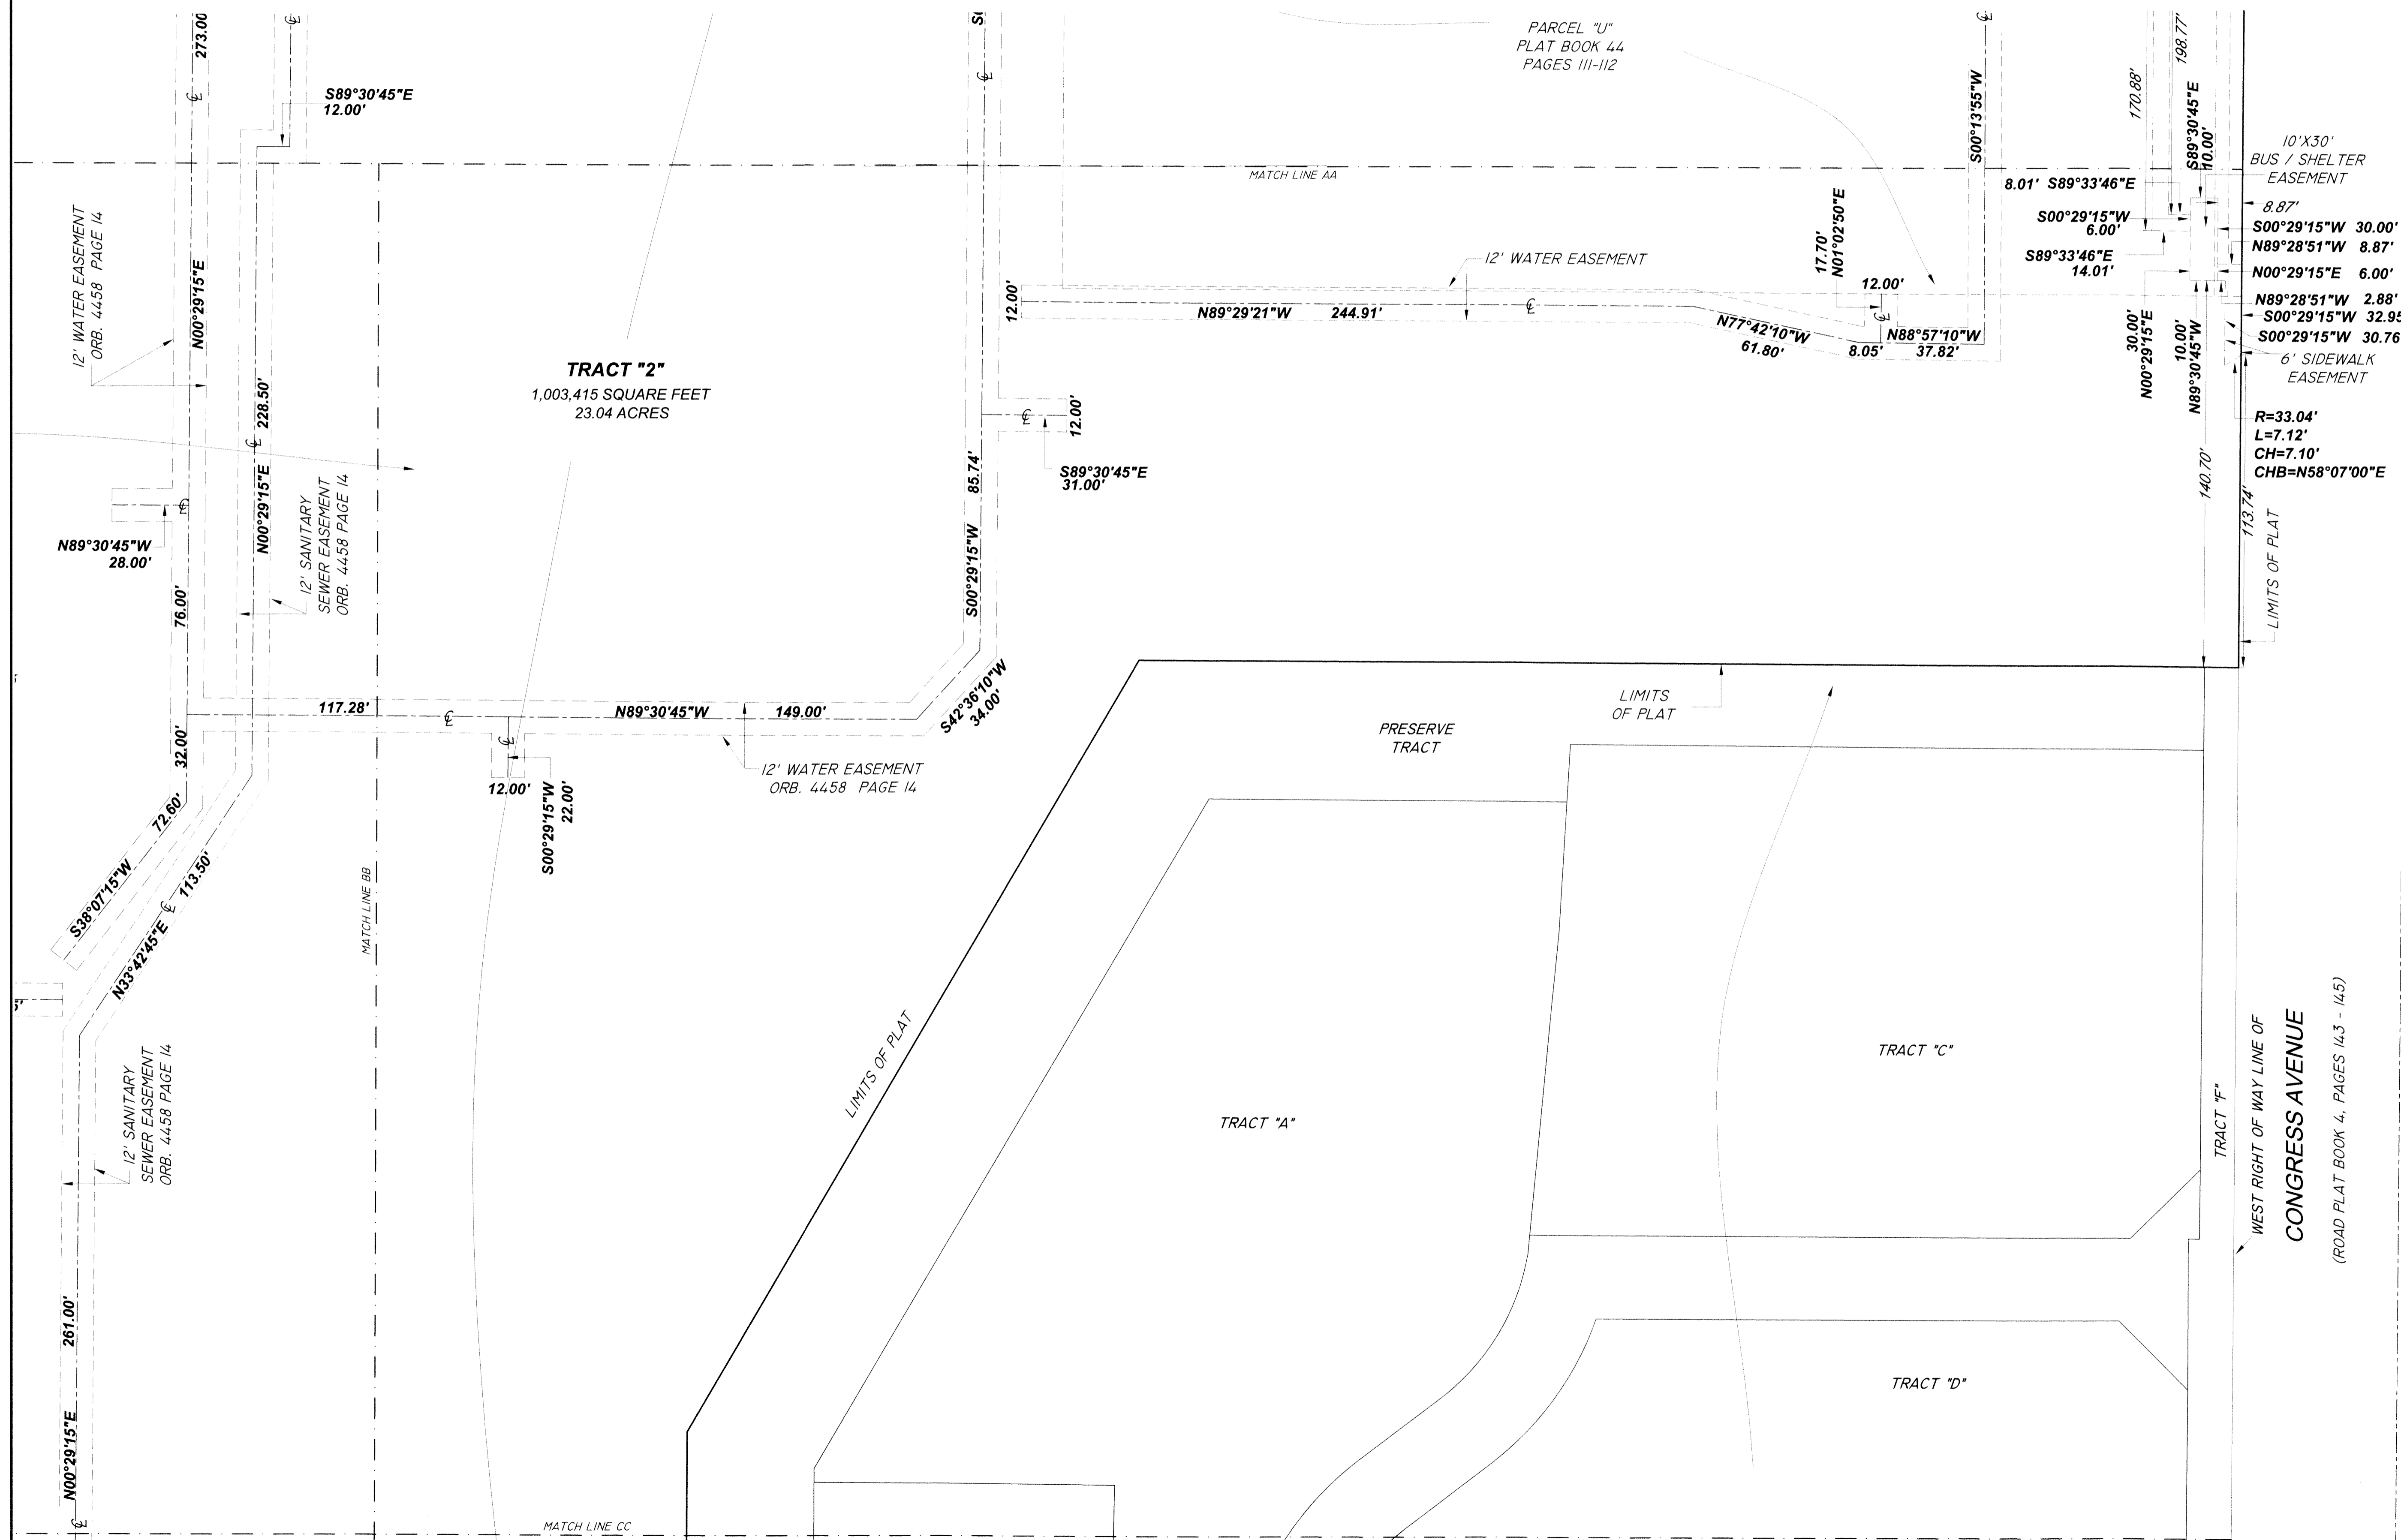 273.00
S89°30'45"E
12.00'
PARCEL "U"
PLAT BOOK 44
PAGES 111-112
S00°13'55"W
170.88'
198.77'
S89°30'45"E
10.00'
10'X30'
BUS / SHELTER
EASEMENT
MATCH LINE AA
8.01' S89°33'46"E
8.87'
S00°29'15"W
6.00'
S00°29'15"W 30.00'
N89°28'51"W 8.87'
S89°33'46"E
14.01'
N00°29'15"E 6.00'
N89°28'51"W 2.88'
S00°29'15"W 32.95
S00°29'15"W 30.76
6' SIDEWALK
EASEMENT
30.00'
N00°29'15"E
10.00'
N89°30'45"W
R=33.04'
L=7.12'
CH=7.10'
CHB=N58°07'00"E
140.70'
113.74'
LIMITS OF PLAT
12' WATER EASEMENT
ORB. 4458 PAGE 14
N00°29'15"E
12' WATER EASEMENT
17.70'
N01°02'50"E
12.00'
12.00'
N89°29'21"W 244.91'
N77°42'10"W
61.80'
8.05'
N88°57'10"W
37.82'
TRACT "2"
1,003,415 SQUARE FEET
23.04 ACRES
228.50'
N00°29'15"E
12' SANITARY
SEWER EASEMENT
ORB. 4458 PAGE 14
12.00'
S89°30'45"E
31.00'
85.74'
S00°29'15"W
N89°30'45"W
28.00'
76.00'
117.28'
N89°30'45"W 149.00'
S42°36'10"W
34.00'
32.00'
12' WATER EASEMENT
ORB. 4458 PAGE 14
12.00'
S00°29'15"W
22.00'
72.60'
S38°07'15"W
113.50'
N33°42'45"E
MATCH LINE BB
LIMITS
OF PLAT
PRESERVE
TRACT
LIMITS OF PLAT
TRACT "A"
TRACT "C"
TRACT "D"
TRACT "F"
WEST RIGHT OF WAY LINE OF
CONGRESS AVENUE
(ROAD PLAT BOOK 4, PAGES 143 - 145)
12' SANITARY
SEWER EASEMENT
ORB. 4458 PAGE 14
261.00'
N00°29'15"E
MATCH LINE CC